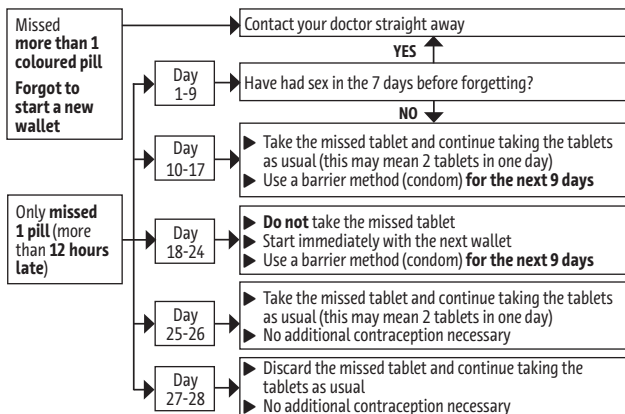 Missed
more than 1
coloured pill
Forgot to
start a new
wallet
Contact your doctor straight away
YES
Day
1-9
Have had sex in the 7 days before forgetting?
NO
Day
10-17
▶ Take the missed tablet and continue taking the tablets
as usual (this may mean 2 tablets in one day)
▶ Use a barrier method (condom) for the next 9 days
Only missed
1 pill (more
than 12 hours
late)
Day
18-24
▶ Do not take the missed tablet
▶ Start immediately with the next wallet
▶ Use a barrier method (condom) for the next 9 days
Day
25-26
▶ Take the missed tablet and continue taking the tablets
as usual (this may mean 2 tablets in one day)
▶ No additional contraception necessary
Day
27-28
▶ Discard the missed tablet and continue taking the
tablets as usual
▶ No additional contraception necessary